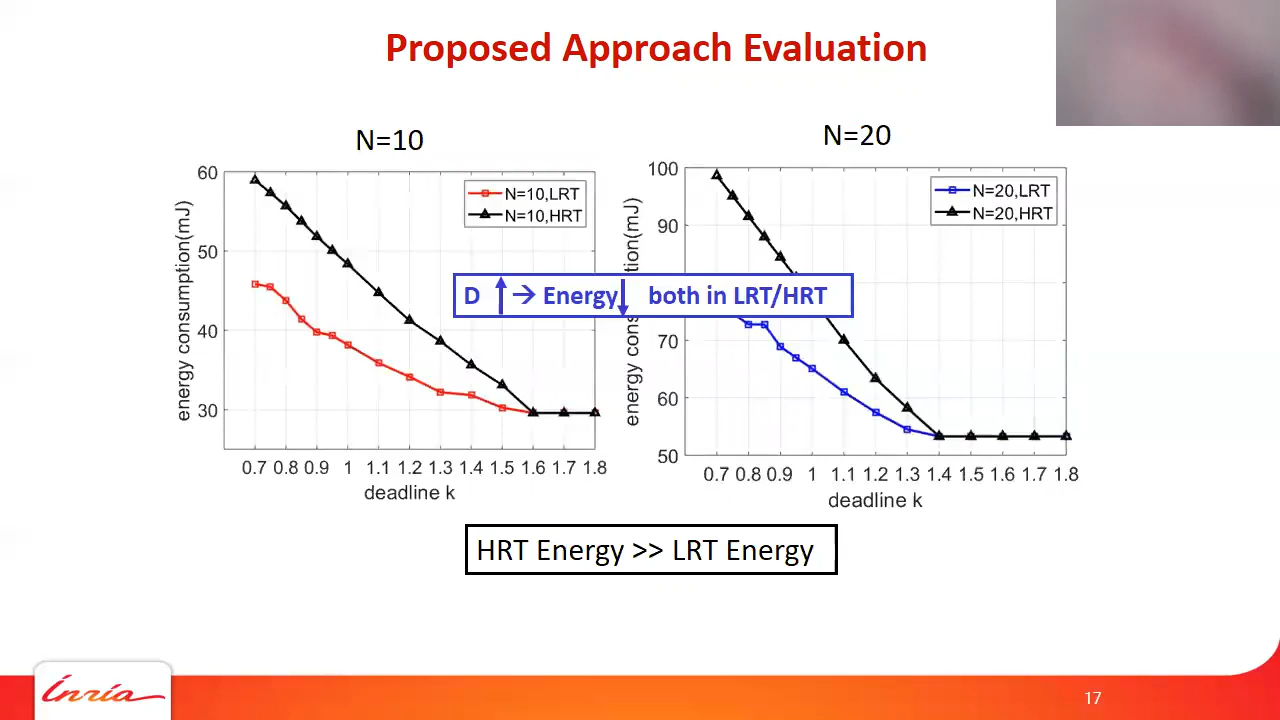 Proposed Approach Evaluation
N=10
60
50
40
30
energy consumption(mJ)
N=10,LRT
N=10,HRT
0.7 0.8 0.9 1 1.1 1.2 1.3 1.4 1.5 1.6 1.7 1.8
deadline k
N=20
100
90
70
60
50
N=20,LRT
N=20,HRT
0.7 0.8 0.9 1 1.1 1.2 1.3 1.4 1.5 1.6 1.7 1.8
deadline k
D ↑ → Energy↓ both in LRT/HRT
HRT Energy >> LRT Energy
Inria
17